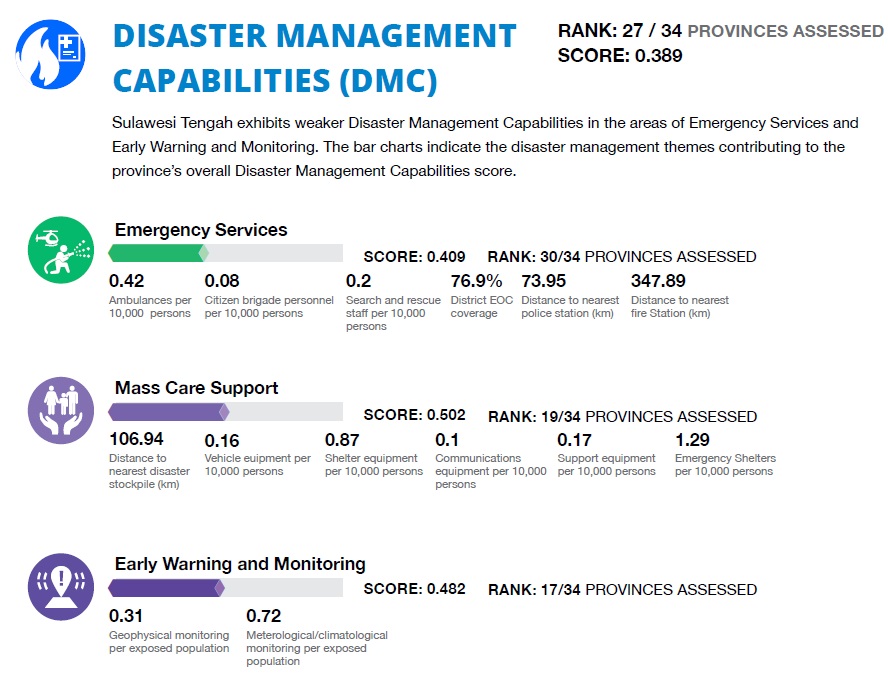 DISASTER MANAGEMENT
CAPABILITIES (DMC)
RANK: 27 / 34 PROVINCES ASSESSED
SCORE: 0.389
Sulawesi Tengah exhibits weaker Disaster Management Capabilities in the areas of Emergency Services and
Early Warning and Monitoring. The bar charts indicate the disaster management themes contributing to the
province's overall Disaster Management Capabilities score.
Emergency Services
SCORE: 0.409 RANK: 30/34 PROVINCES ASSESSED
0.42
Ambulances per
10,000 persons
0.08
Citizen brigade personnel
per 10,000 persons
0.2
Search and rescue
staff per 10,000
persons
76.9%
District EOC
coverage
73.95
Distance to nearest
police station (km)
347.89
Distance to nearest
fire Station (km)
Mass Care Support
SCORE: 0.502 RANK: 19/34 PROVINCES ASSESSED
106.94
Distance to
nearest disaster
stockpile (km)
0.16
Vehicle euipment per
10,000 persons
0.87
Shelter equipment
per 10,000 persons
0.1
Communications
equipment per 10,000
persons
0.17
Support equipment
per 10,000 persons
1.29
Emergency Shelters
per 10,000 persons
Early Warning and Monitoring
SCORE: 0.482 RANK: 17/34 PROVINCES ASSESSED
0.31
Geophysical monitoring
per exposed population
0.72
Meterological/climatological
monitoring per exposed
population